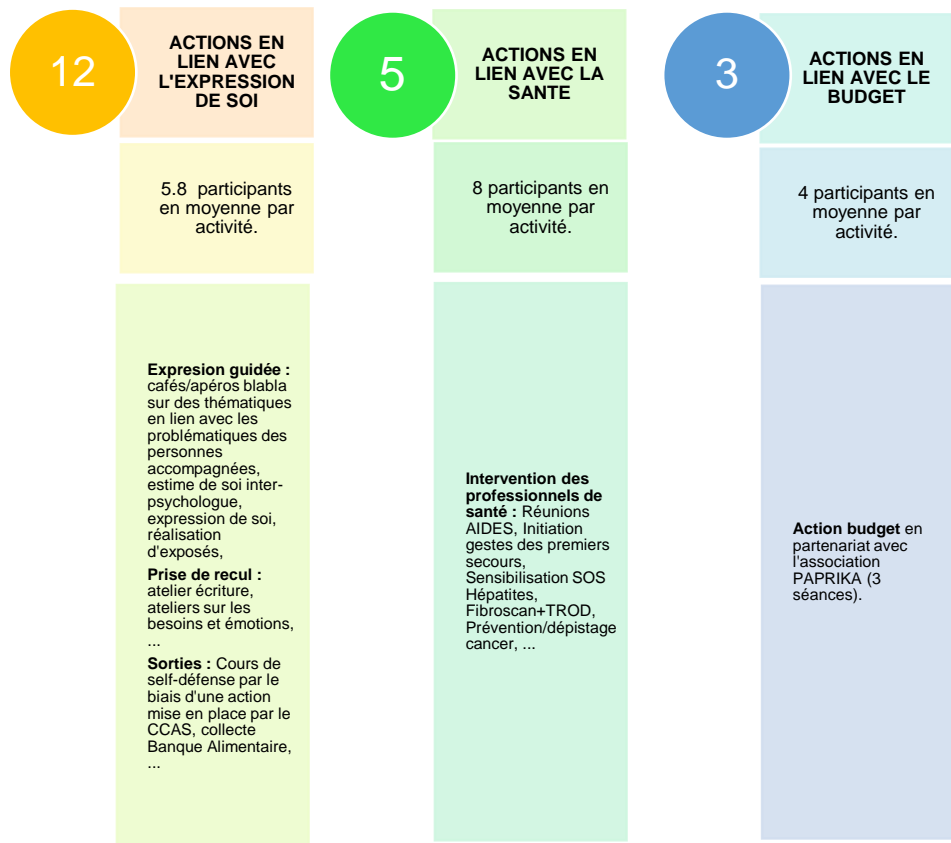 12
ACTIONS EN
LIEN AVEC
L'EXPRESSION
DE SOI
5.8 participants
en moyenne par
activité.
Expresion guidée :
cafés/apéros blabla
sur des thématiques
en lien avec les
problématiques des
personnes
accompagnées,
estime de soi inter-
psychologue,
expression de soi,
réalisation
d'exposés,
Prise de recul :
atelier écriture,
ateliers sur les
besoins et émotions,
...
Sorties : Cours de
self-défense par le
biais d'une action
mise en place par le
CCAS, collecte
Banque Alimentaire,
...
5
ACTIONS EN
LIEN AVEC LA
SANTE
8 participants en
moyenne par
activité.
Intervention des
professionnels de
santé : Réunions
AIDES, Initiation
gestes des premiers
secours,
Sensibilisation SOS
Hépatites,
Fibroscan+TROD,
Prévention/dépistage
cancer, ...
3
ACTIONS EN
LIEN AVEC LE
BUDGET
4 participants en
moyenne par
activité.
Action budget en
partenariat avec
l'association
PAPRIKA (3
séances).